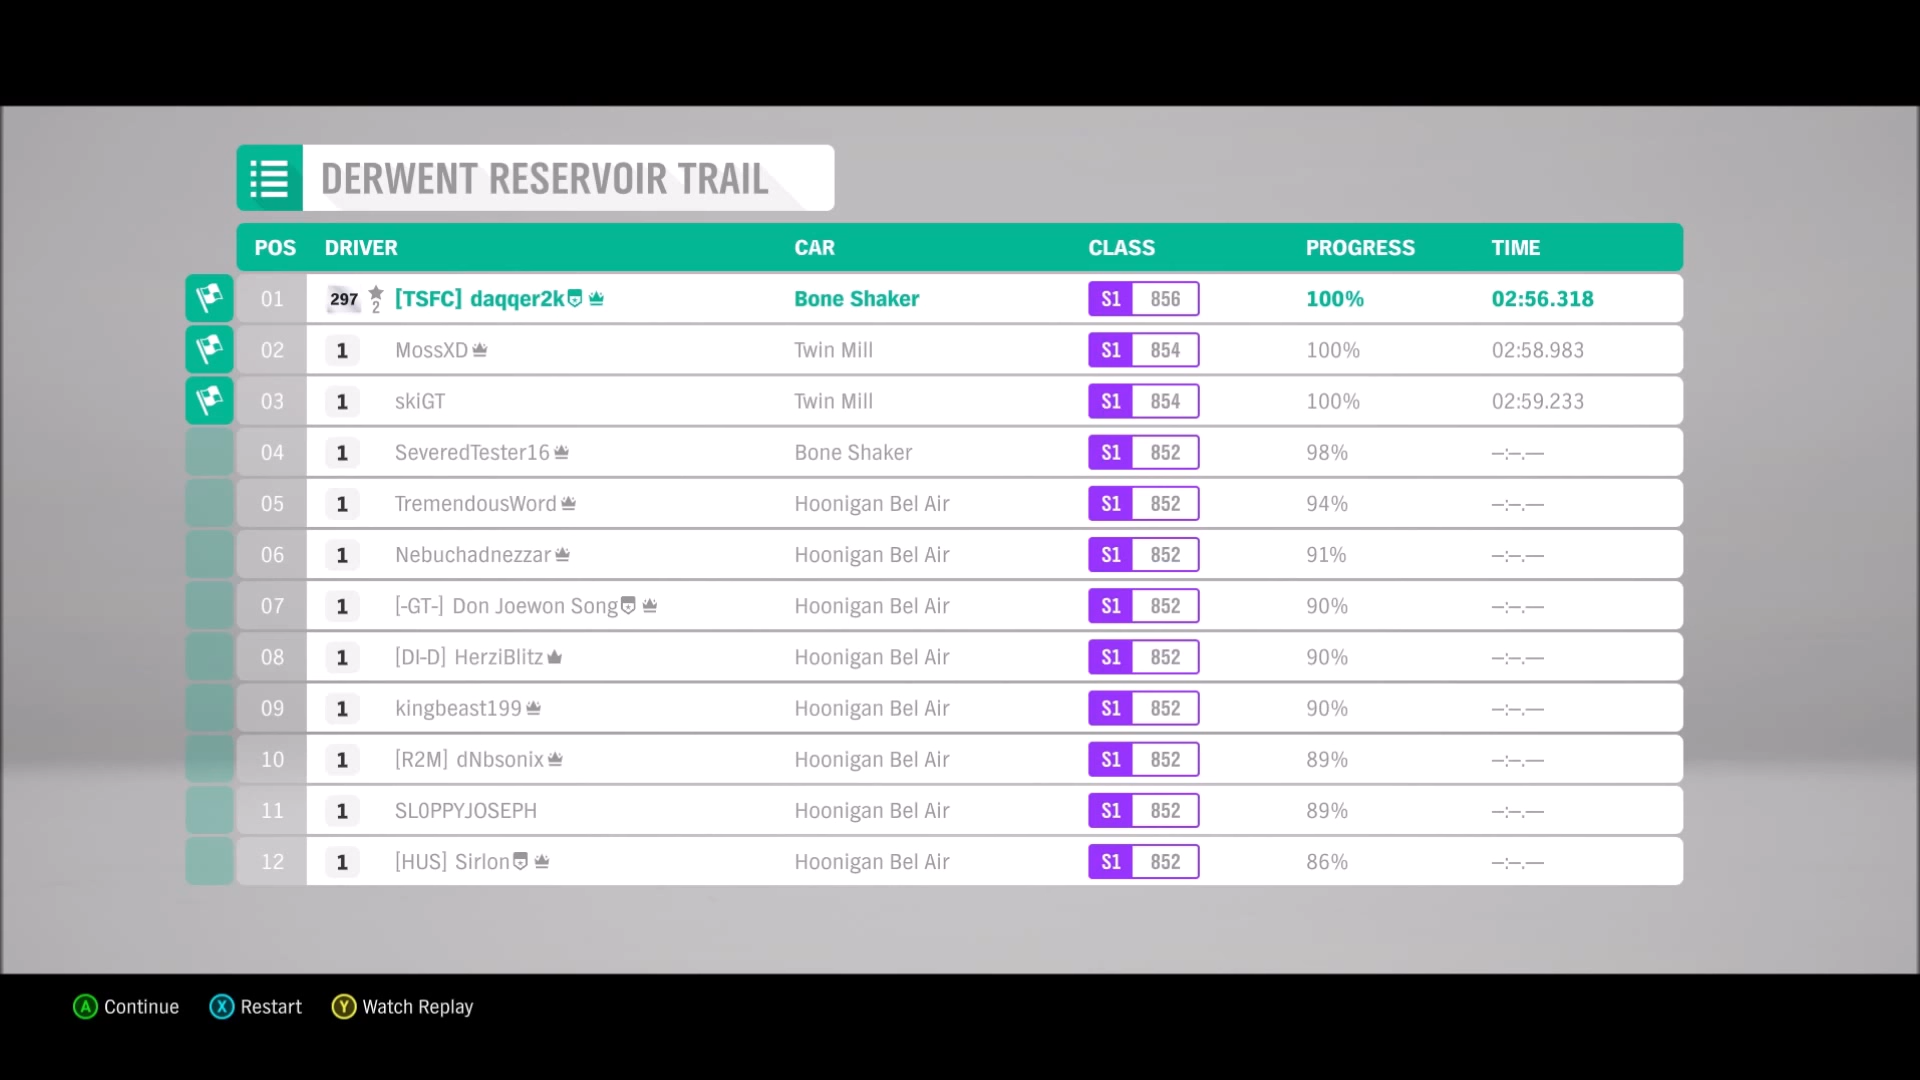 DERWENT RESERVOIR TRAIL
POS DRIVER CAR CLASS PROGRESS TIME
01 297 2 [TSFC] daqqer2k Bone Shaker S1 856 100% 02:56.318
02 1 MossXD Twin Mill S1 854 100% 02:58.983
03 1 skiGT Twin Mill S1 854 100% 02:59.233
04 1 SeveredTester16 Bone Shaker S1 852 98% --:--.---
05 1 TremendousWord Hoonigan Bel Air S1 852 94% --:--.---
06 1 Nebuchadnezzar Hoonigan Bel Air S1 852 91% --:--.---
07 1 [-GT-] Don Joewon Song Hoonigan Bel Air S1 852 90% --:--.---
08 1 [DI-D] HerziBlitz Hoonigan Bel Air S1 852 90% --:--.---
09 1 kingbeast199 Hoonigan Bel Air S1 852 90% --:--.---
10 1 [R2M] dNbsonix Hoonigan Bel Air S1 852 89% --:--.---
11 1 SL0PPYJOSEPH Hoonigan Bel Air S1 852 89% --:--.---
12 1 [HUS] Sirlon Hoonigan Bel Air S1 852 86% --:--.---
A Continue X Restart Y Watch Replay